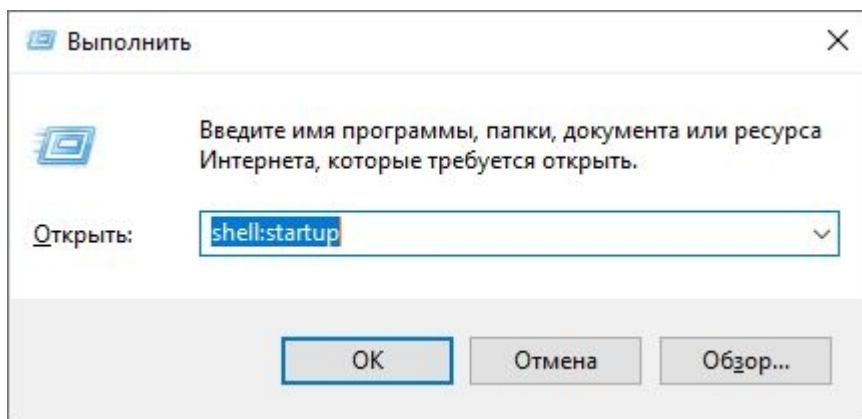 Выполнить
Введите имя программы, папки, документа или ресурса
Интернета, которые требуется открыть.
Открыть: shell:startup
OK Отмена Обзор...